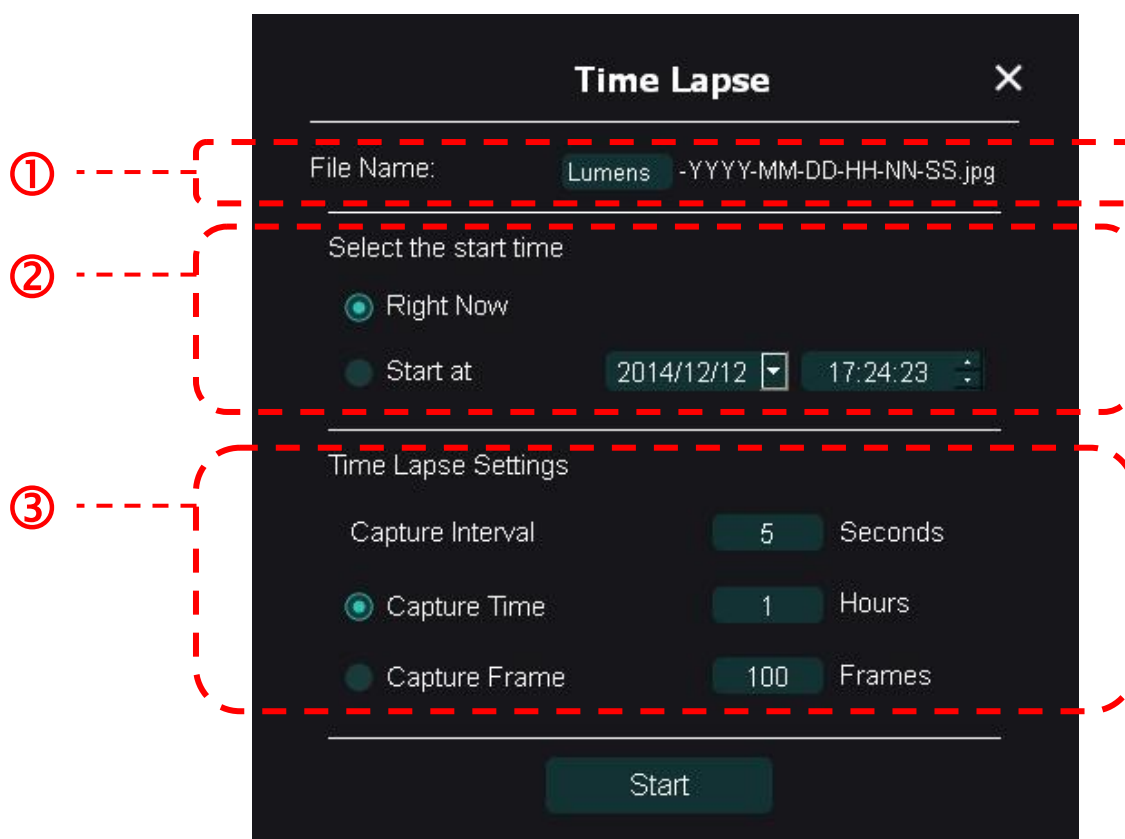 Time Lapse ✕
① File Name: Lumens -YYYY-MM-DD-HH-NN-SS.jpg
② Select the start time
Right Now
Start at 2014/12/12 17:24:23
③ Time Lapse Settings
Capture Interval 5 Seconds
Capture Time 1 Hours
Capture Frame 100 Frames
Start